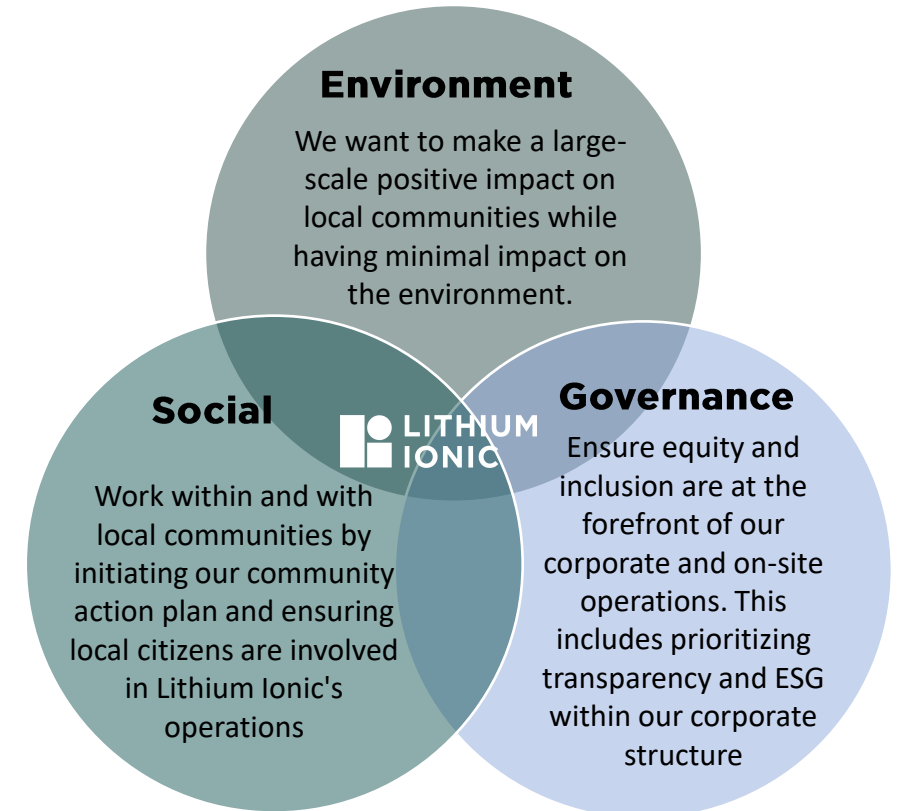 Environment
We want to make a large-
scale positive impact on
local communities while
having minimal impact on
the environment.
Social
Work within and with
local communities by
initiating our community
action plan and ensuring
local citizens are involved
in Lithium Ionic's
operations
LITHIUM
IONIC
Governance
Ensure equity and
inclusion are at the
forefront of our
corporate and on-site
operations. This
includes prioritizing
transparency and ESG
within our corporate
structure